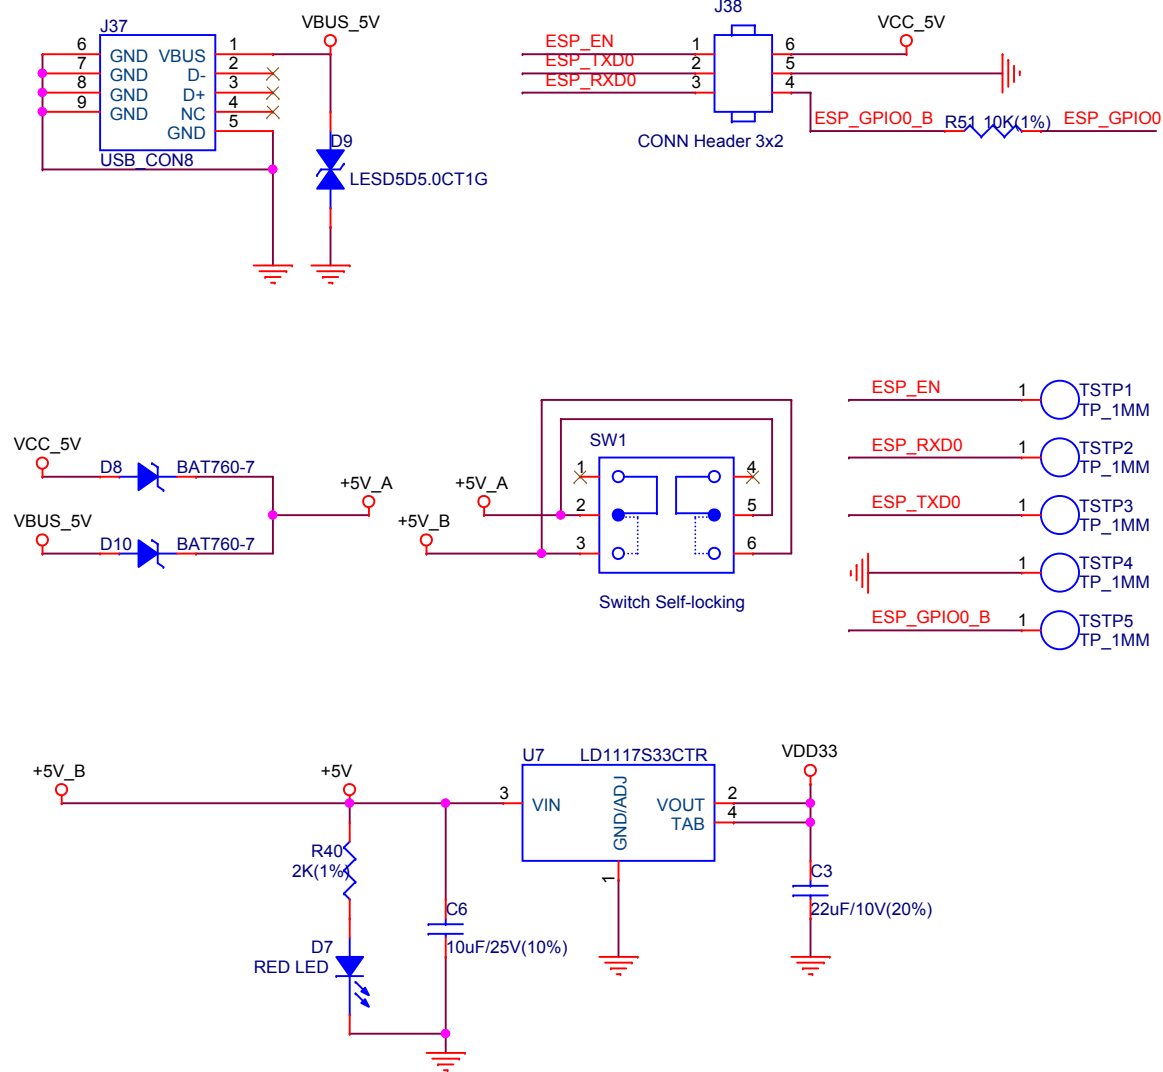 J37
VBUS_5V
6 GND VBUS 1
7 GND D- 2
8 GND D+ 3
9 GND NC 4
GND 5
USB_CON8
D9
LESD5D5.0CT1G
J38
VCC_5V
ESP_EN 1 6
ESP_TXD0 2 5
ESP_RXD0 3 4
ESP_GPIO0_B R51 10K(1%) ESP_GPIO0
CONN Header 3x2
VCC_5V
D8 BAT760-7
VBUS_5V
D10 BAT760-7
+5V_A
+5V_A
+5V_B
SW1
1 4
2 5
3 6
Switch Self-locking
ESP_EN 1 TSTP1
TP_1MM
ESP_RXD0 1 TSTP2
TP_1MM
ESP_TXD0 1 TSTP3
TP_1MM
1 TSTP4
TP_1MM
ESP_GPIO0_B 1 TSTP5
TP_1MM
+5V_B
+5V
U7 LD1117S33CTR
VDD33
3 VIN GND/ADJ VOUT 2
TAB 4
1
R40
2K(1%)
D7
RED LED
C6
10uF/25V(10%)
C3
22uF/10V(20%)